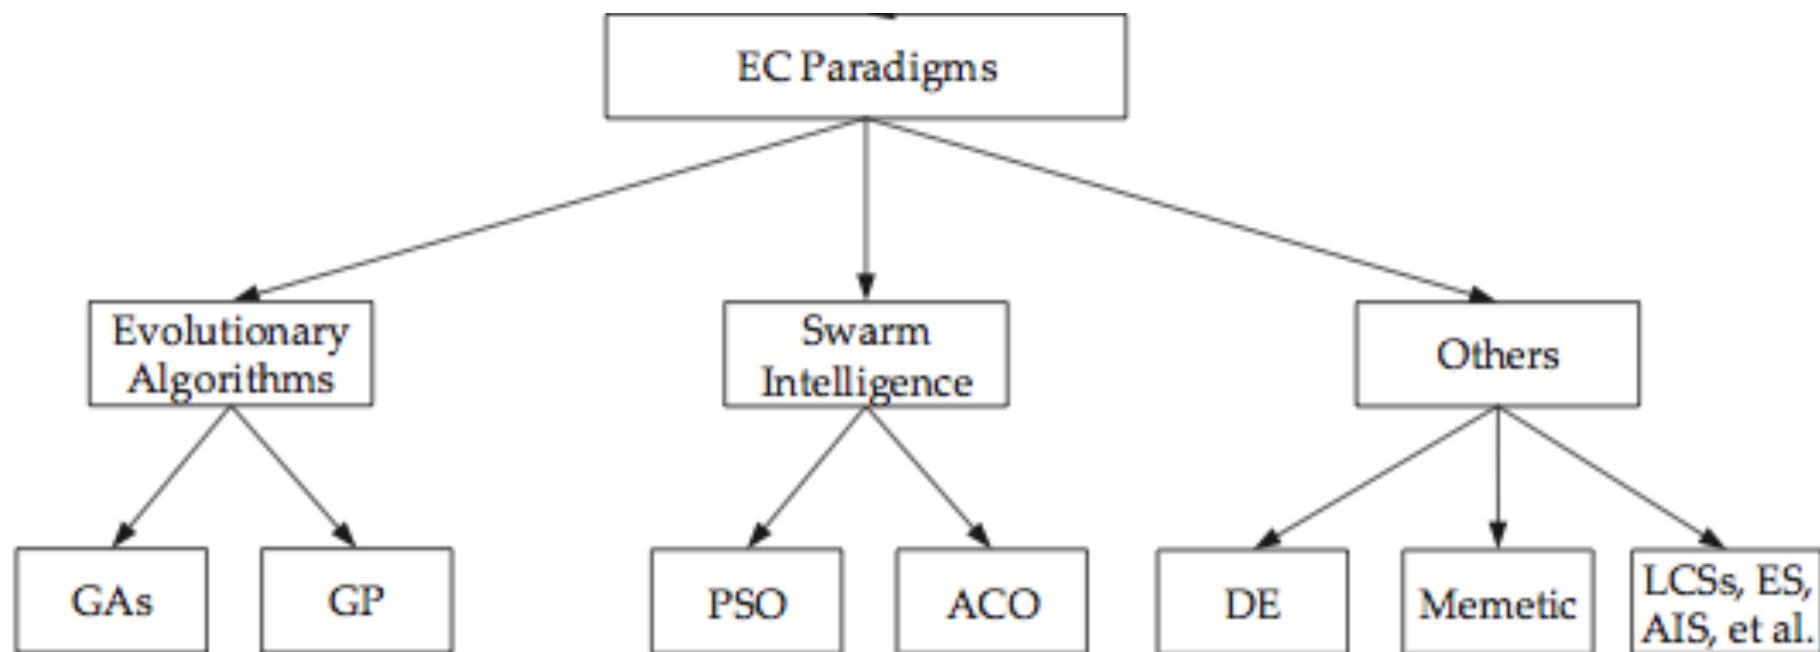 EC Paradigms
Evolutionary
Algorithms
Swarm
Intelligence
Others
GAs
GP
PSO
ACO
DE
Memetic
LCSs, ES,
AIS, et al.